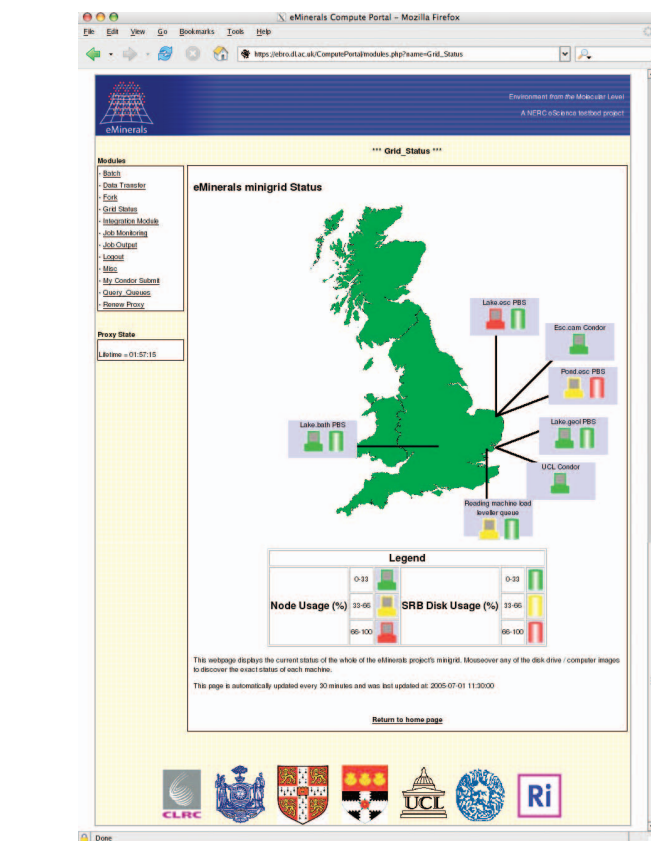 eMinerals Compute Portal – Mozilla Firefox
File Edit View Go Bookmarks Tools Help
https://ebro.dl.ac.uk/ComputePortal/modules.php?name=Grid_Status
Environment from the Molecular Level
A NERC eScience testbed project
eMinerals
*** Grid_Status ***
Modules
- Batch
- Data Transfer
- Fork
- Grid Status
- Integration Module
- Job Monitoring
- Job Output
- Logout
- Misc
- My Condor Submit
- Query_Queues
- Renew Proxy
Proxy State
Lifetime = 01:57:15
eMinerals minigrid Status
Lake.esc PBS
Esc.cam Condor
Pond.esc PBS
Lake.geol PBS
Lake.bath PBS
UCL Condor
Reading machine load
leveller queue
Legend
Node Usage (%) 0-33 33-66 66-100
SRB Disk Usage (%) 0-33 33-66 66-100
This webpage displays the current status of the whole of the eMinerals project's minigrid. Mouseover any of the disk drive / computer images
to discover the exact status of each machine.
This page is automatically updated every 30 minutes and was last updated at: 2005-07-01 11:30:00
Return to home page
CLRC
UCL
Ri
Done